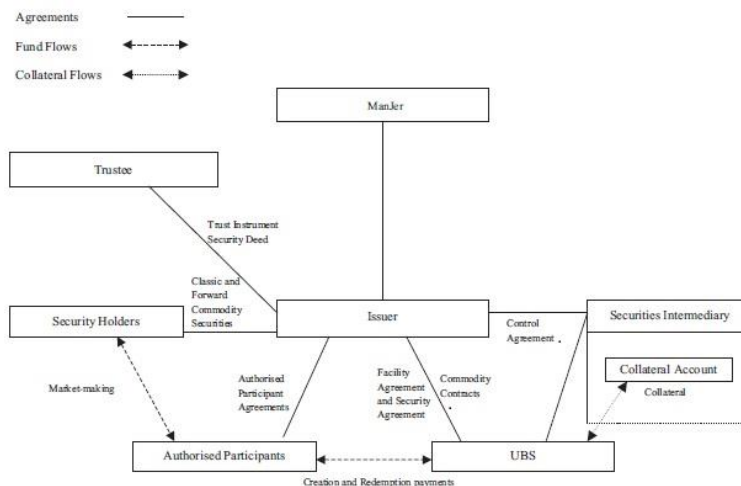 Agreements
Fund Flows
Collateral Flows
ManJer
Trustee
Trust Instrument
Security Deed
Classic and
Forward
Commodity
Securities
Security Holders
Issuer
Securities Intermediary
Control
Agreement .
Collateral Account
Collateral
Market-making
Authorised
Participant
Agreements
Facility
Agreement
and Security
Agreement
Commodity
Contracts
.
Authorised Participants
UBS
Creation and Redemption payments